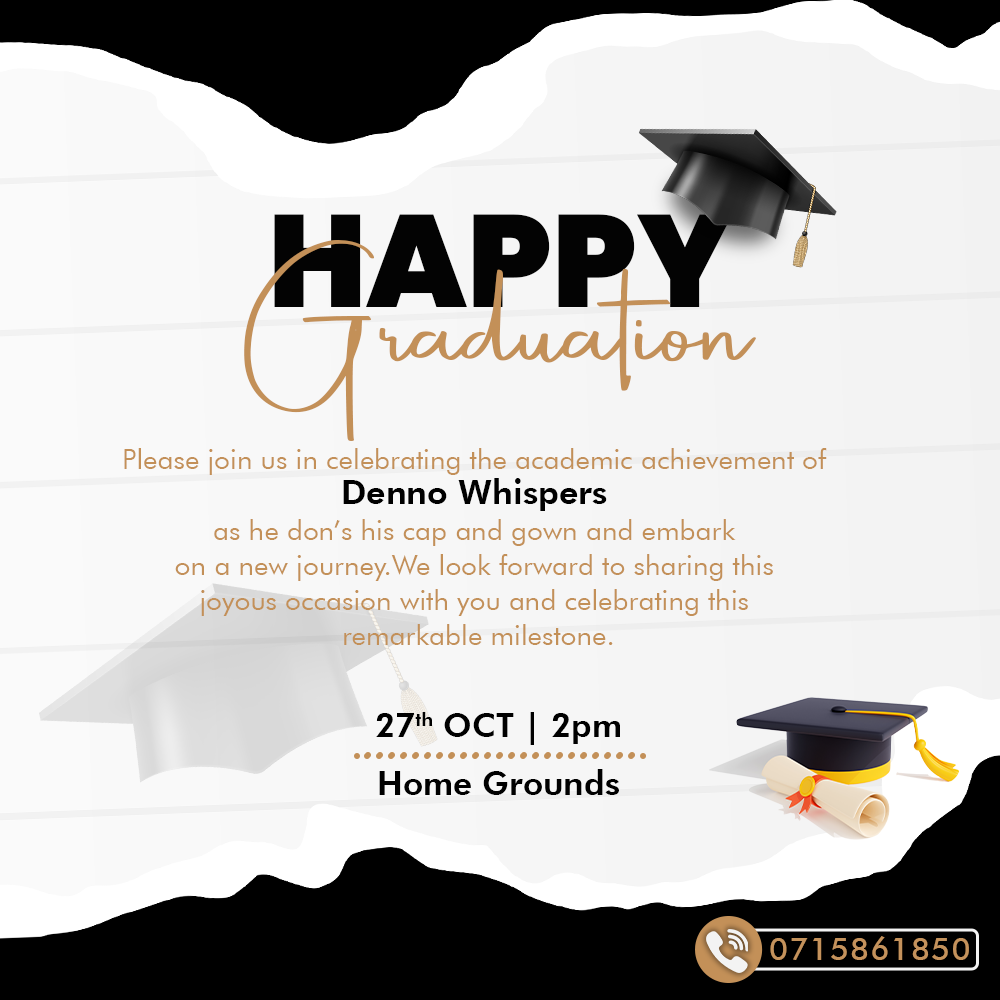 HAPPY
Graduation
Please join us in celebrating the academic achievement of
Denno Whispers
as he don’s his cap and gown and embark
on a new journey.We look forward to sharing this
joyous occasion with you and celebrating this
remarkable milestone.
27th OCT | 2pm
Home Grounds
0715861850